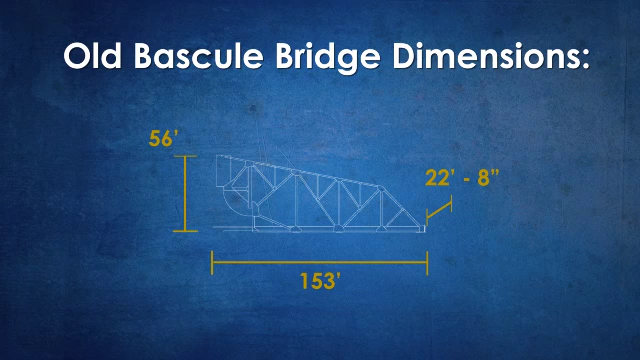 Old Bascule Bridge Dimensions:
56’
22’ - 8”
153’